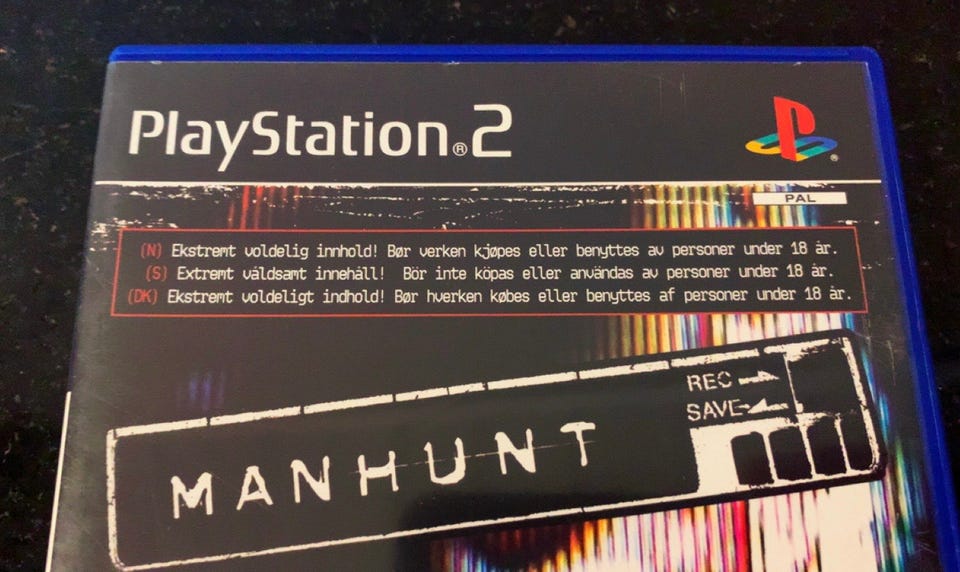 PlayStation®2
PAL
(N) Ekstremt voldelig innhold! Bør verken kjøpes eller benyttes av personer under 18 år.
(S) Extremt våldsamt innehåll! Bör inte köpas eller användas av personer under 18 år.
(DK) Ekstremt voldeligt indhold! Bør hverken købes eller benyttes af personer under 18 år.
REC
SAVE
MANHUNT